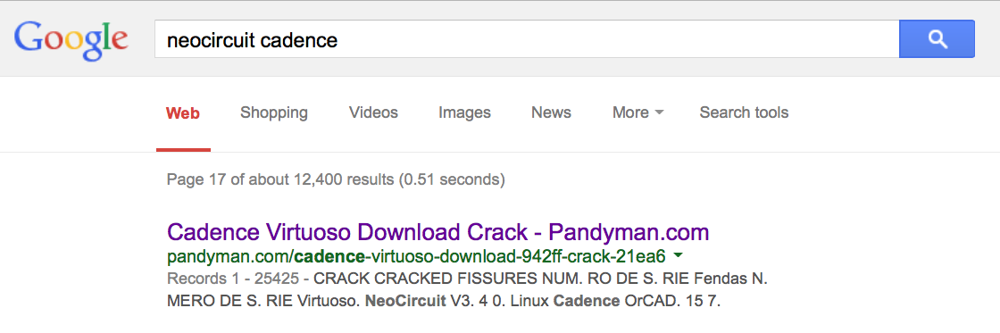 Google neocircuit cadence
Web Shopping Videos Images News More Search tools
Page 17 of about 12,400 results (0.51 seconds)
Cadence Virtuoso Download Crack - Pandyman.com
pandyman.com/cadence-virtuoso-download-942ff-crack-21ea6
Records 1 - 25425 - CRACK CRACKED FISSURES NUM. RO DE S. RIE Fendas N.
MERO DE S. RIE Virtuoso. NeoCircuit V3. 4 0. Linux Cadence OrCAD. 15 7.